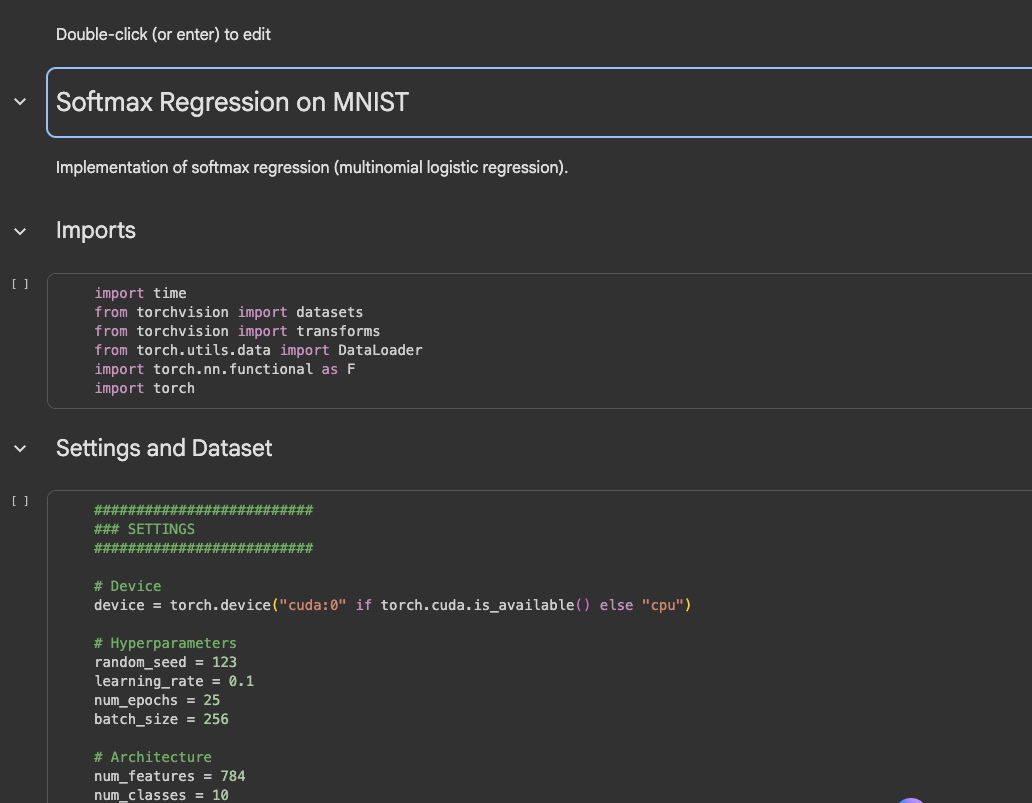 Double-click (or enter) to edit
Softmax Regression on MNIST
Implementation of softmax regression (multinomial logistic regression).
Imports
[ ]
import time
from torchvision import datasets
from torchvision import transforms
from torch.utils.data import DataLoader
import torch.nn.functional as F
import torch
Settings and Dataset
[ ]
##########################
### SETTINGS
##########################
# Device
device = torch.device("cuda:0" if torch.cuda.is_available() else "cpu")
# Hyperparameters
random_seed = 123
learning_rate = 0.1
num_epochs = 25
batch_size = 256
# Architecture
num_features = 784
num_classes = 10